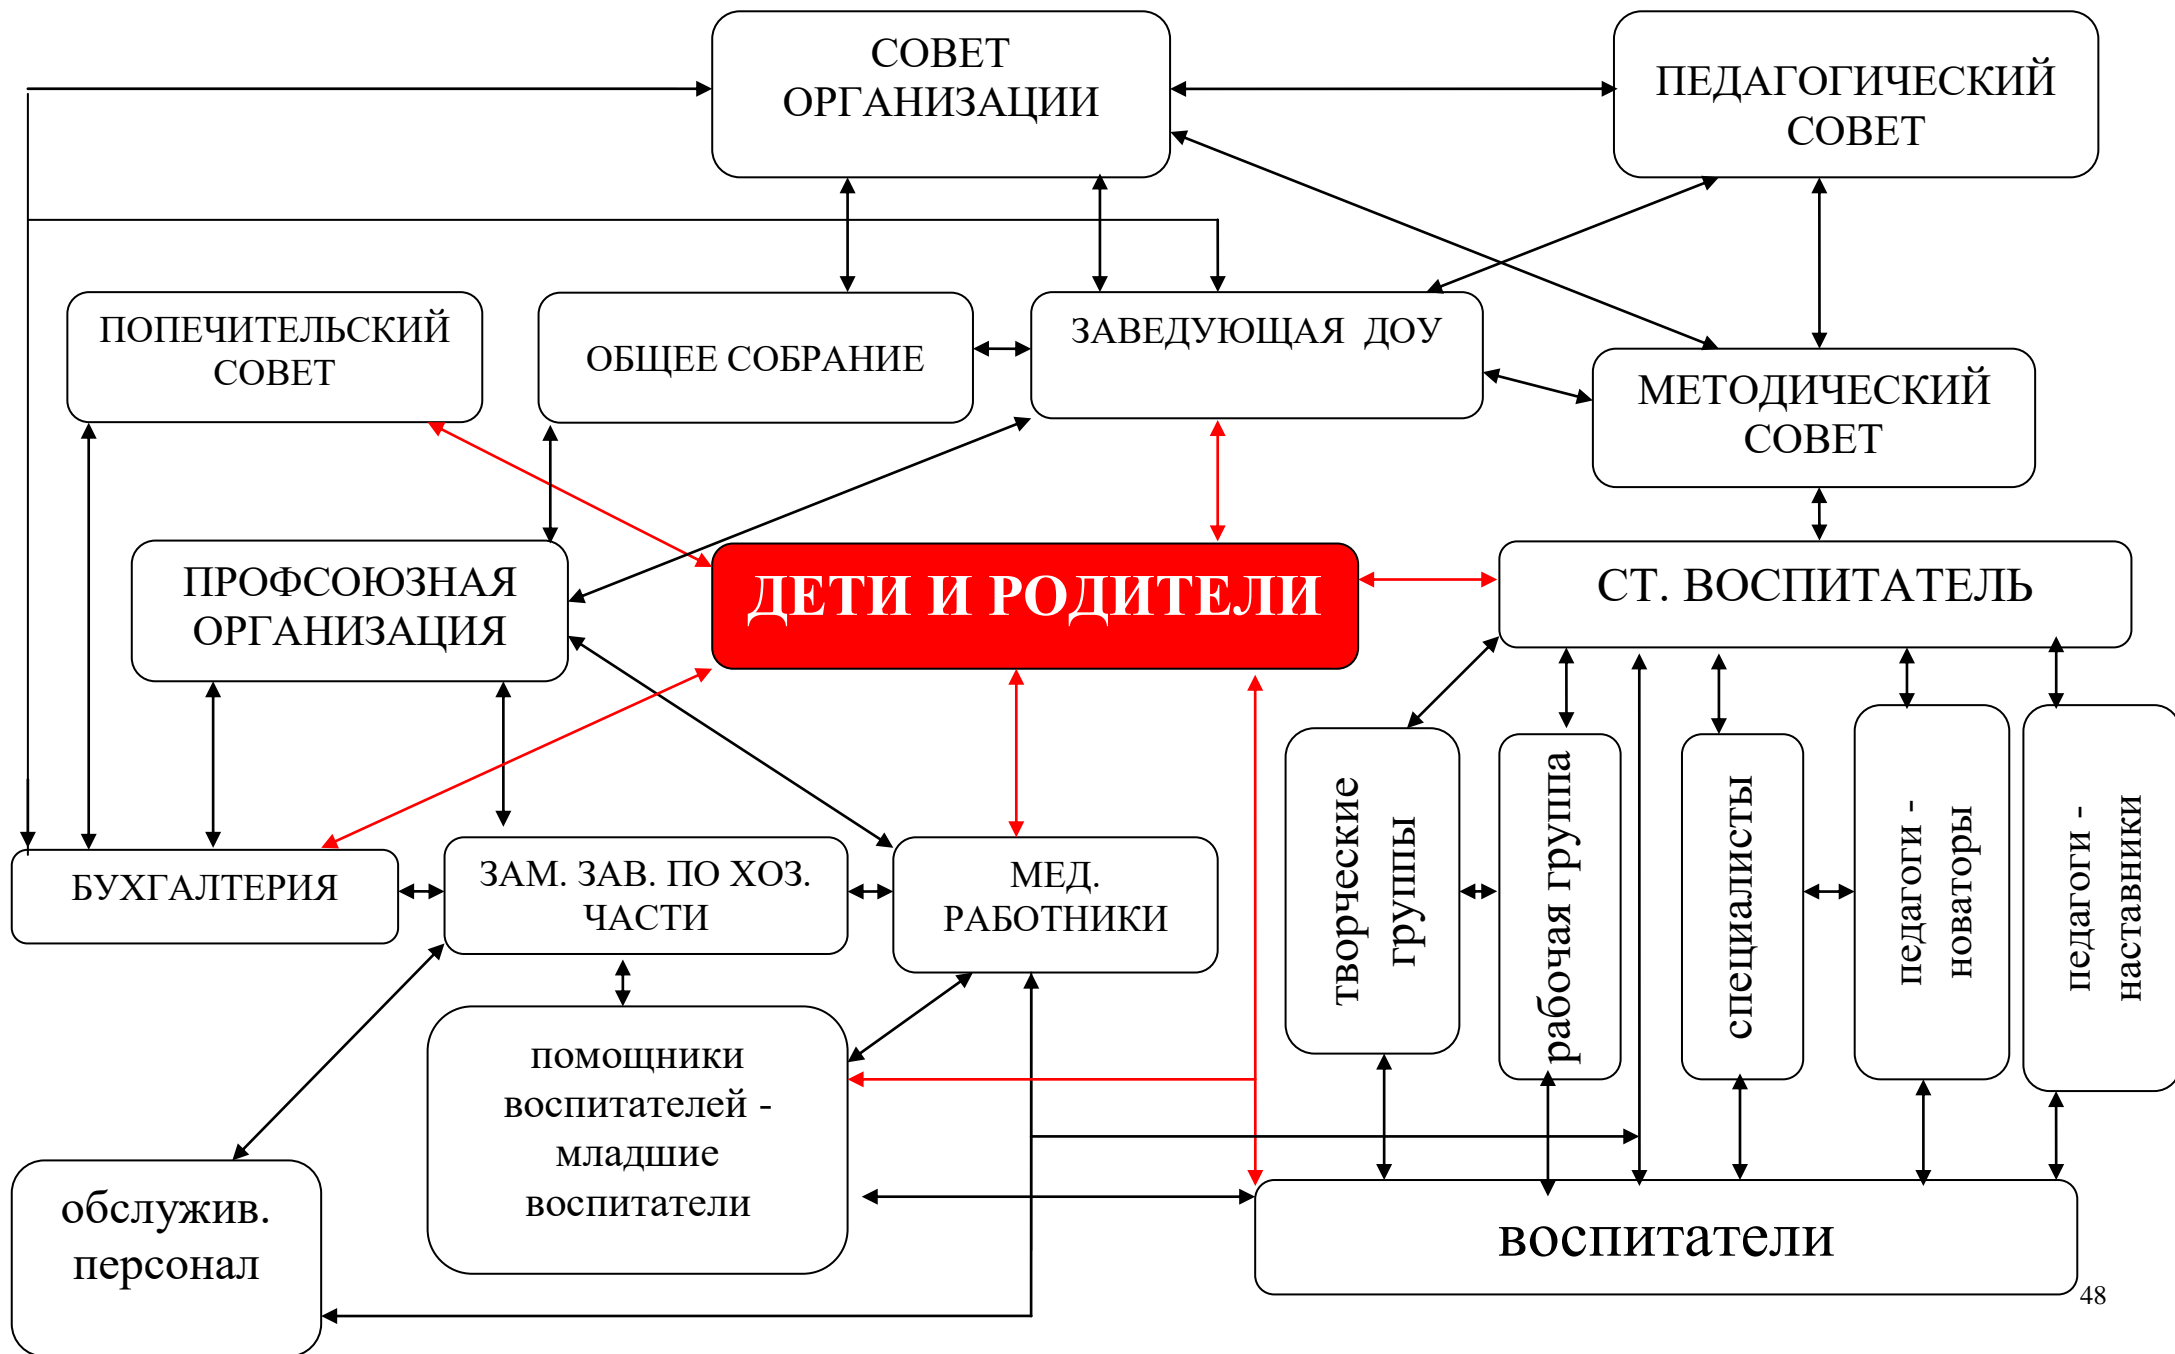 СОВЕТ
ОРГАНИЗАЦИИ
ПЕДАГОГИЧЕСКИЙ
СОВЕТ
ПОПЕЧИТЕЛЬСКИЙ
СОВЕТ
ОБЩЕЕ СОБРАНИЕ
ЗАВЕДУЮЩАЯ ДОУ
МЕТОДИЧЕСКИЙ
СОВЕТ
ПРОФСОЮЗНАЯ
ОРГАНИЗАЦИЯ
ДЕТИ И РОДИТЕЛИ
СТ. ВОСПИТАТЕЛЬ
творческие
группы
рабочая группа
специалисты
педагоги -
новаторы
педагоги -
наставники
БУХГАЛТЕРИЯ
ЗАМ. ЗАВ. ПО ХОЗ.
ЧАСТИ
МЕД.
РАБОТНИКИ
помощники
воспитателей -
младшие
воспитатели
обслужив.
персонал
воспитатели
48